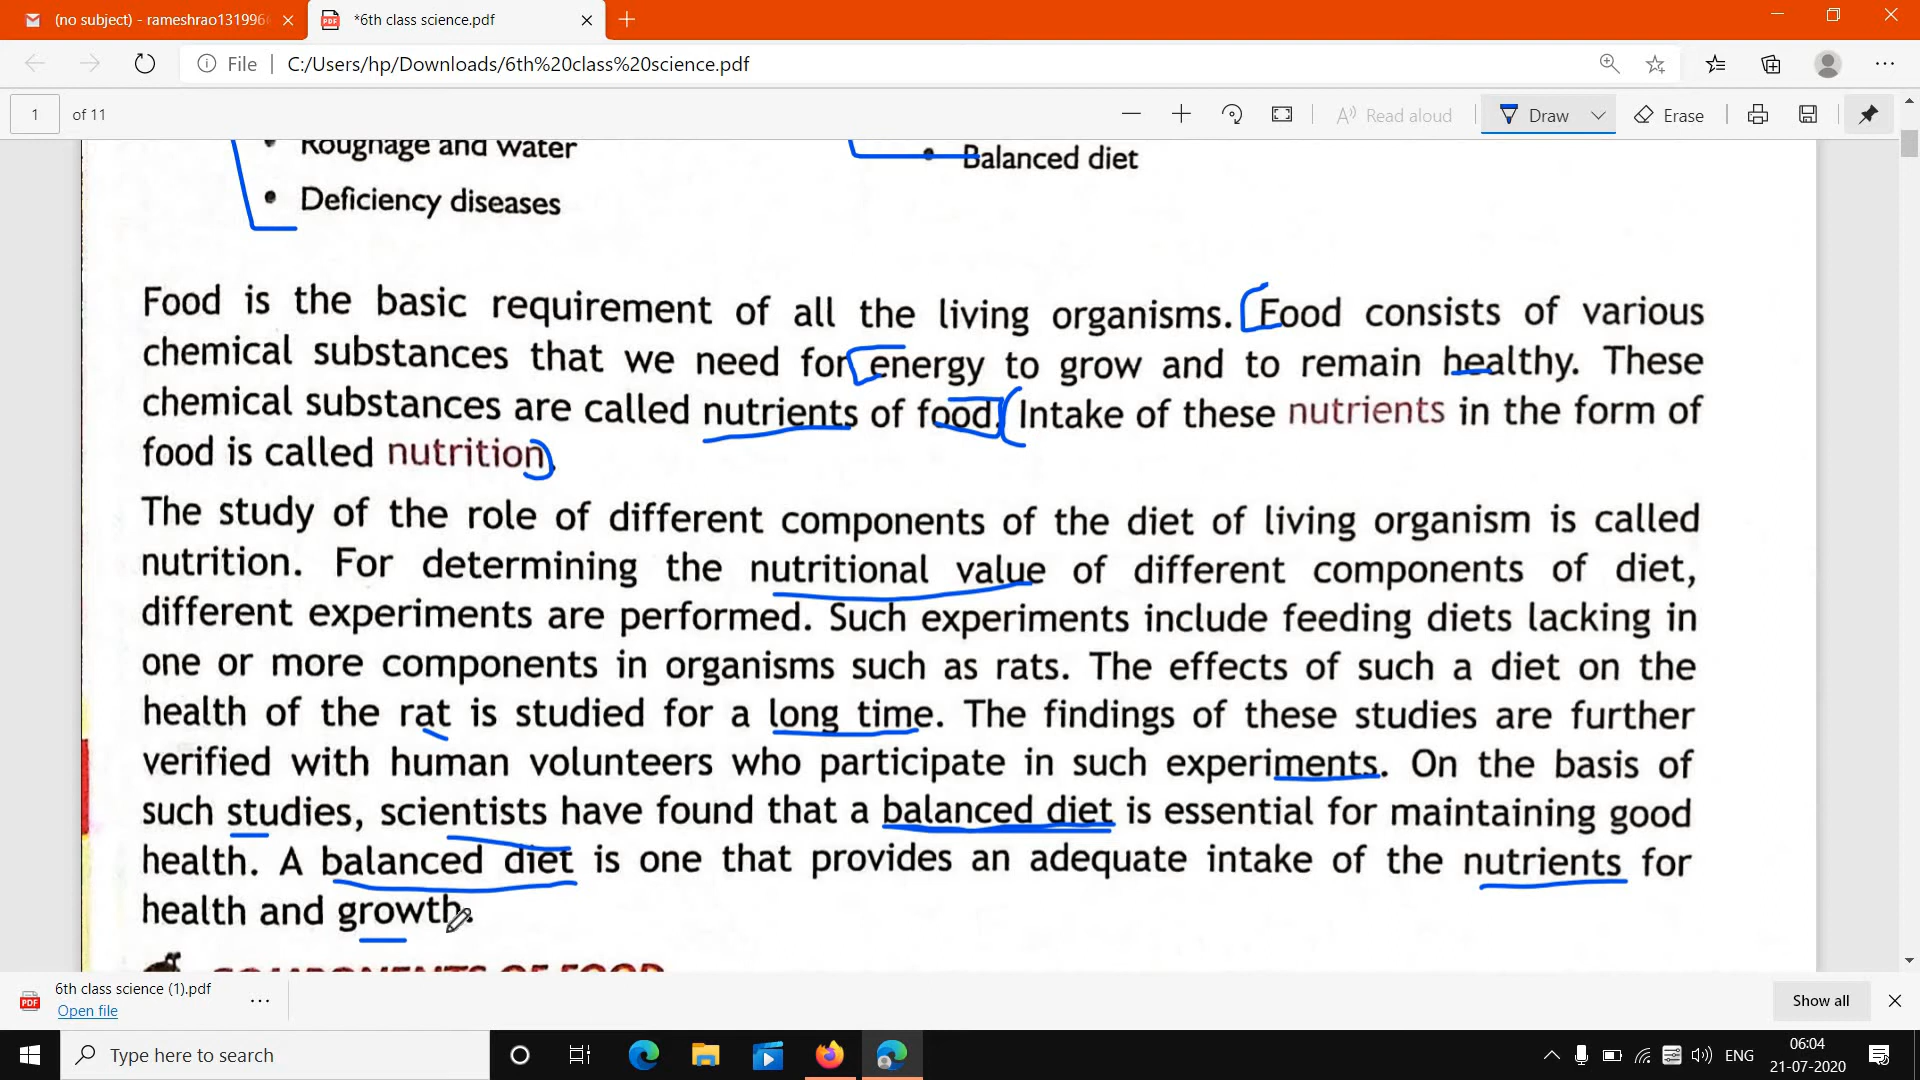 (no subject) - rameshrao131996
*6th class science.pdf
File
C:/Users/hp/Downloads/6th%20class%20science.pdf
1 of 11
Read aloud
Draw
Erase
• Roughage and water
• Balanced diet
• Deficiency diseases
Food is the basic requirement of all the living organisms. Food consists of various
chemical substances that we need for energy to grow and to remain healthy. These
chemical substances are called nutrients of food. Intake of these nutrients in the form of
food is called nutrition.
The study of the role of different components of the diet of living organism is called
nutrition. For determining the nutritional value of different components of diet,
different experiments are performed. Such experiments include feeding diets lacking in
one or more components in organisms such as rats. The effects of such a diet on the
health of the rat is studied for a long time. The findings of these studies are further
verified with human volunteers who participate in such experiments. On the basis of
such studies, scientists have found that a balanced diet is essential for maintaining good
health. A balanced diet is one that provides an adequate intake of the nutrients for
health and growth.
COMPONENTS OF FOOD
6th class science (1).pdf
Open file
Show all
Type here to search
ENG
06:04
21-07-2020